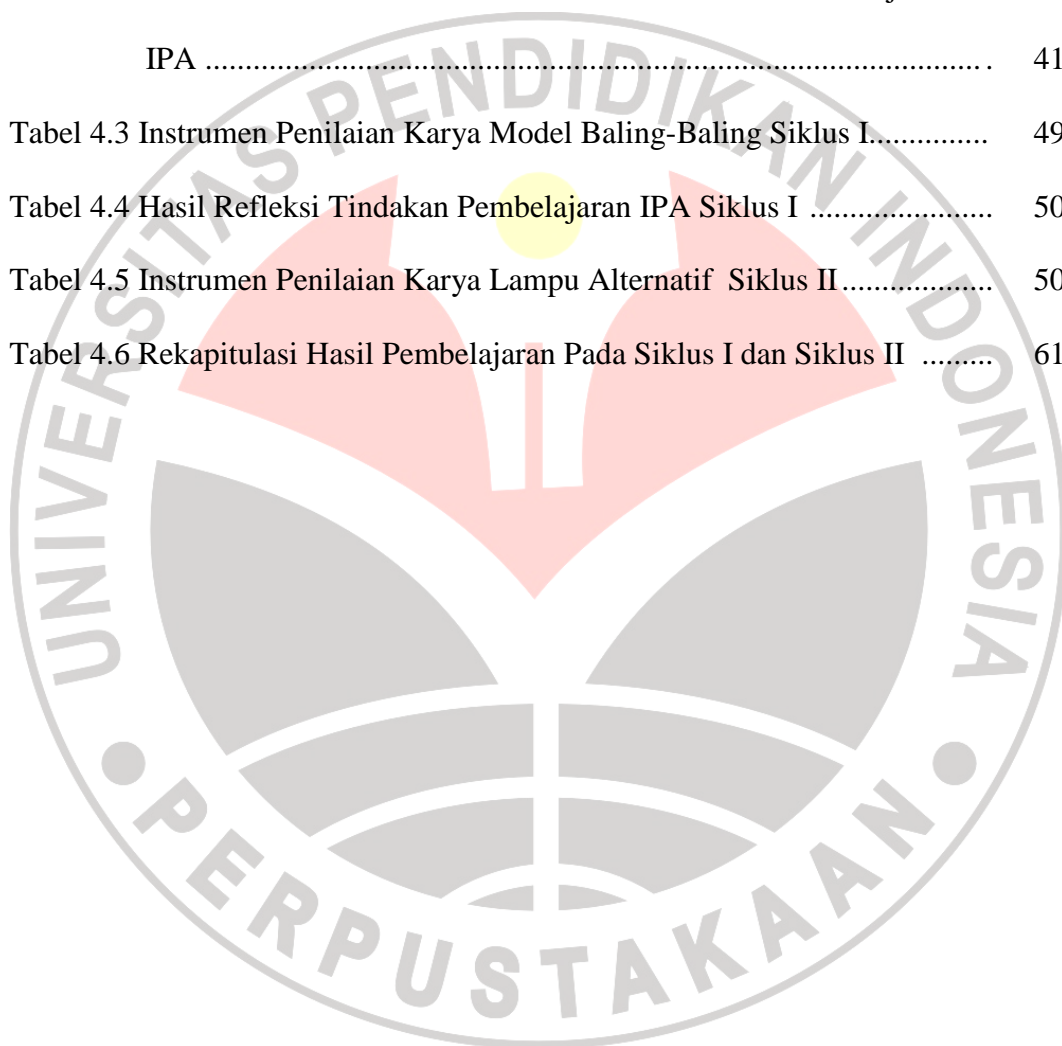 IPA .................................................................................................. . 41
Tabel 4.3 Instrumen Penilaian Karya Model Baling-Baling Siklus I............... 49
Tabel 4.4 Hasil Refleksi Tindakan Pembelajaran IPA Siklus I ....................... 50
Tabel 4.5 Instrumen Penilaian Karya Lampu Alternatif Siklus II................... 50
Tabel 4.6 Rekapitulasi Hasil Pembelajaran Pada Siklus I dan Siklus II ......... 61
UNIVERSITAS PENDIDIKAN INDONESIA
PERPUSTAKAAN